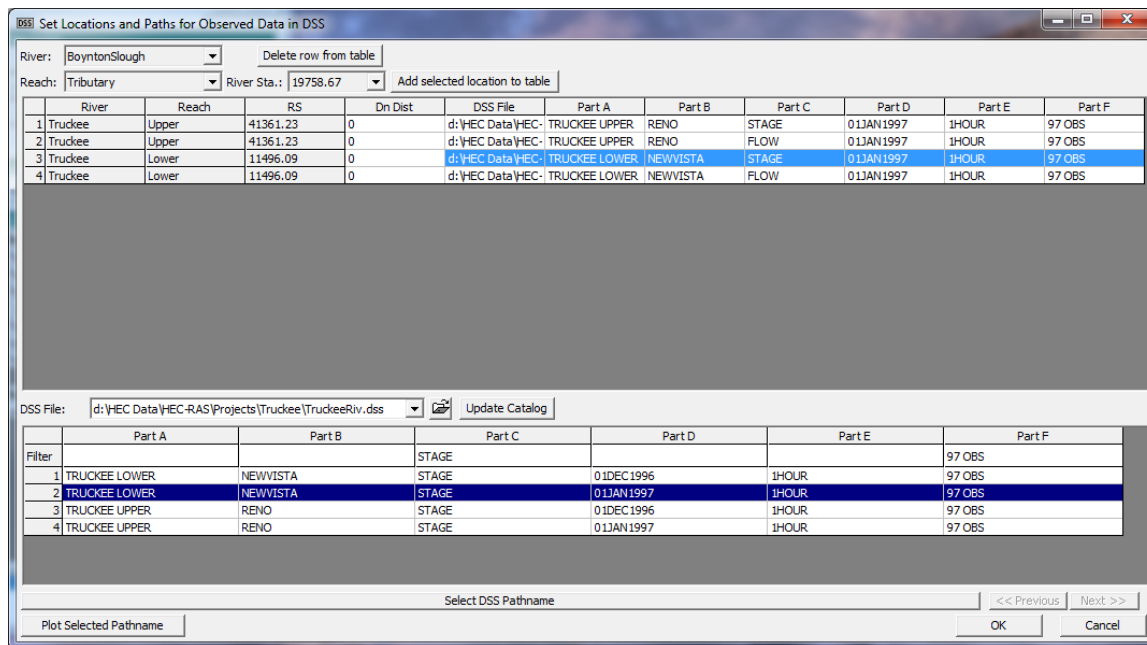 DSS Set Locations and Paths for Observed Data in DSS
River: BoyntonSlough Delete row from table
Reach: Tributary River Sta.: 19758.67 Add selected location to table
River Reach RS Dn Dist DSS File Part A Part B Part C Part D Part E Part F
1 Truckee Upper 41361.23 0 d:\HEC Data\HEC- TRUCKEE UPPER RENO STAGE 01JAN1997 1HOUR 97 OBS
2 Truckee Upper 41361.23 0 d:\HEC Data\HEC- TRUCKEE UPPER RENO FLOW 01JAN1997 1HOUR 97 OBS
3 Truckee Lower 11496.09 0 d:\HEC Data\HEC- TRUCKEE LOWER NEWVISTA STAGE 01JAN1997 1HOUR 97 OBS
4 Truckee Lower 11496.09 0 d:\HEC Data\HEC- TRUCKEE LOWER NEWVISTA FLOW 01JAN1997 1HOUR 97 OBS
DSS File: d:\HEC Data\HEC-RAS\Projects\Truckee\TruckeeRiv.dss Update Catalog
Part A Part B Part C Part D Part E Part F
Filter STAGE 97 OBS
1 TRUCKEE LOWER NEWVISTA STAGE 01DEC1996 1HOUR 97 OBS
2 TRUCKEE LOWER NEWVISTA STAGE 01JAN1997 1HOUR 97 OBS
3 TRUCKEE UPPER RENO STAGE 01DEC1996 1HOUR 97 OBS
4 TRUCKEE UPPER RENO STAGE 01JAN1997 1HOUR 97 OBS
Select DSS Pathname << Previous Next >>
Plot Selected Pathname OK Cancel